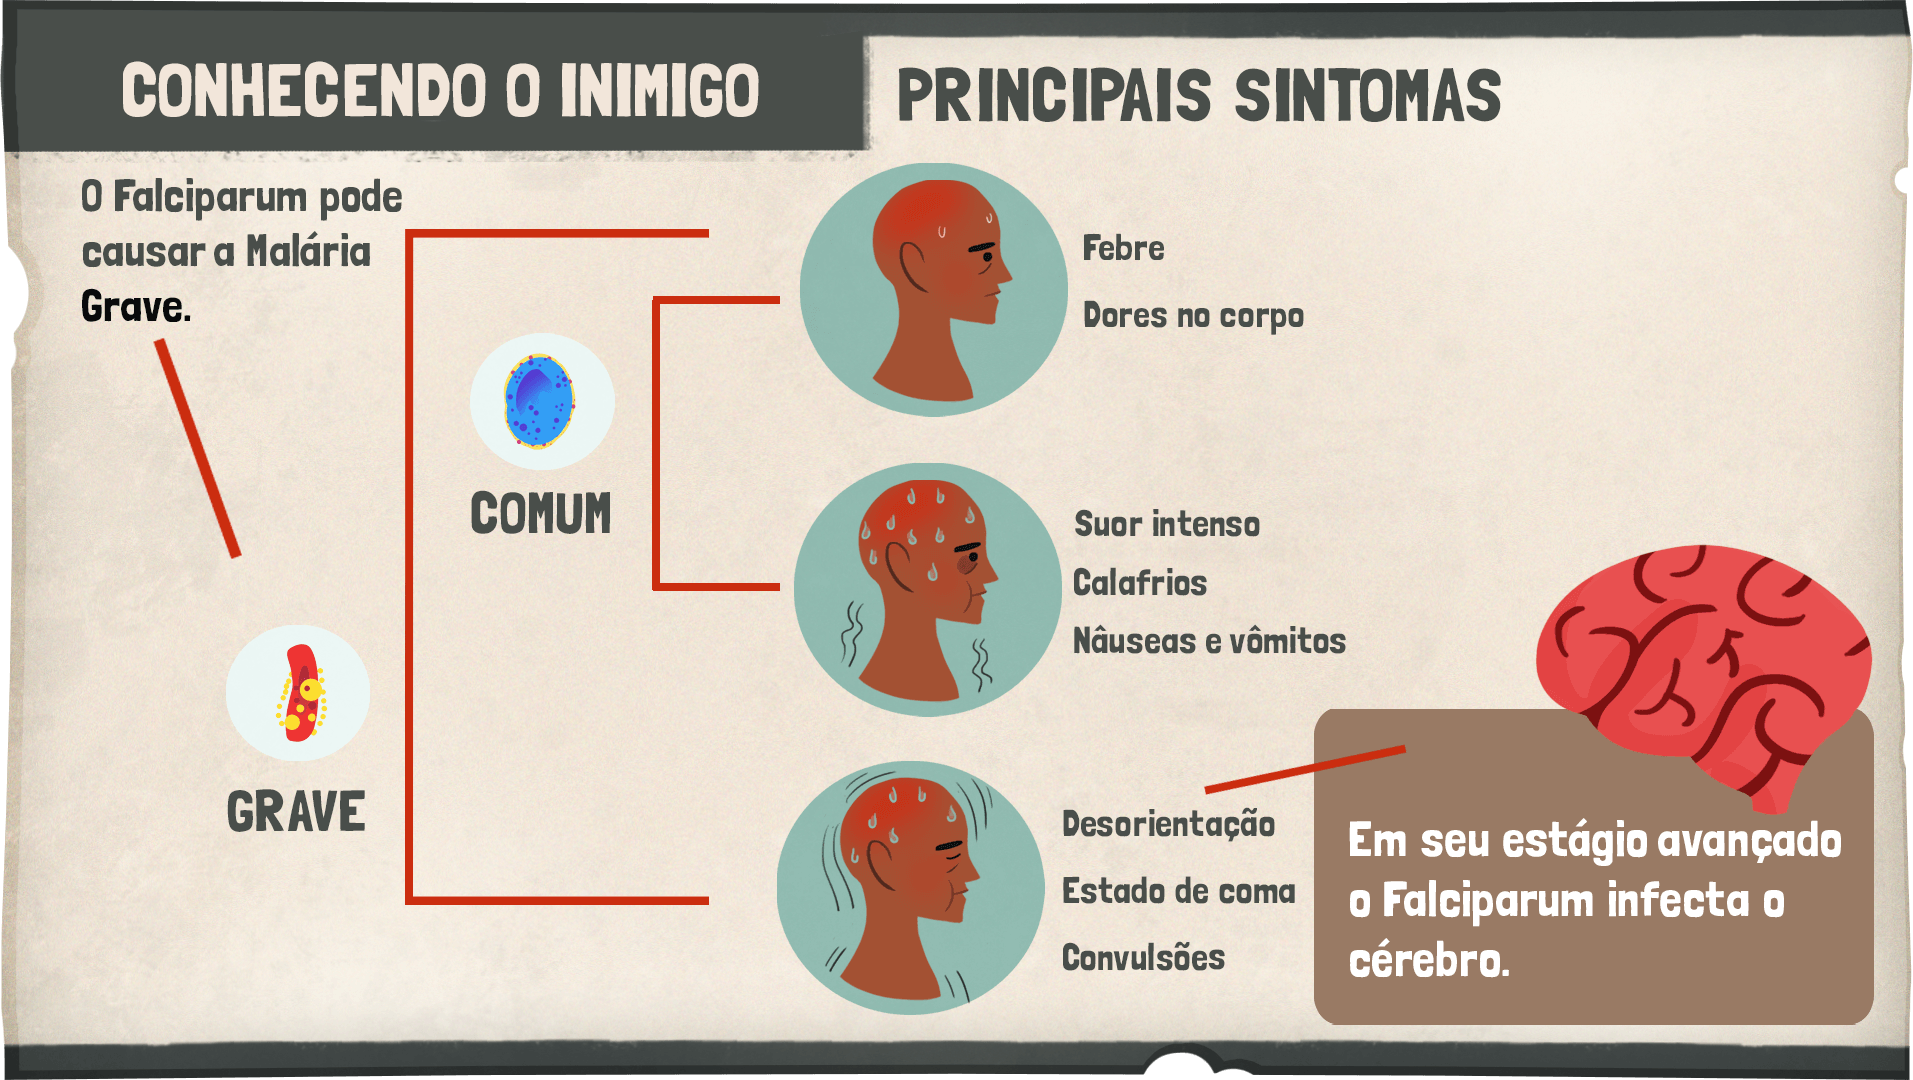 CONHECENDO O INIMIGO
PRINCIPAIS SINTOMAS
O Falciparum pode
causar a Malária
Grave.
COMUM
GRAVE
Febre
Dores no corpo
Suor intenso
Calafrios
Nâuseas e vômitos
Desorientação
Estado de coma
Convulsões
Em seu estágio avançado
o Falciparum infecta o
cérebro.